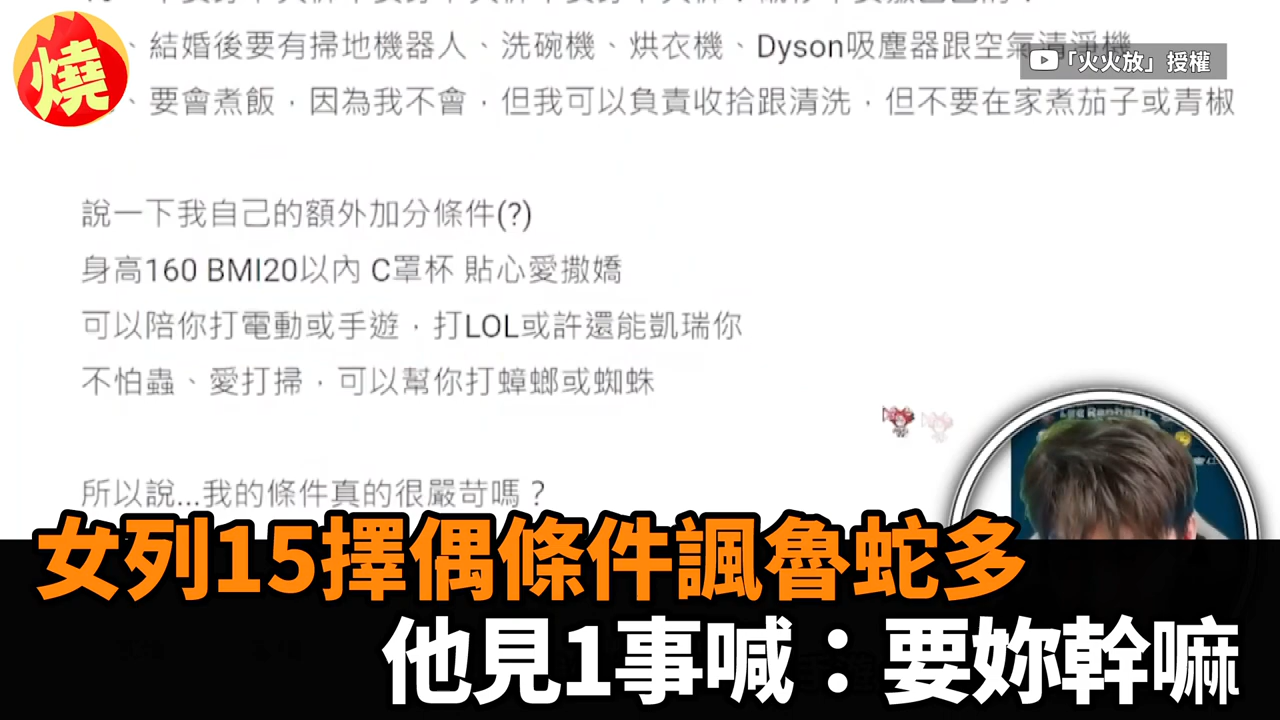 燒
、結婚後要有掃地機器人、洗碗機、烘衣機、Dyson吸塵器跟空氣清淨機
「火火放」授權
、要會煮飯，因為我不會，但我可以負責收拾跟清洗，但不要在家煮茄子或青椒
說一下我自己的額外加分條件(?)
身高160 BMI20以內 C罩杯 貼心愛撒嬌
可以陪你打電動或手遊，打LOL或許還能凱瑞你
不怕蟲、愛打掃，可以幫你打蟑螂或蜘蛛
所以說...我的條件真的很嚴苛嗎？
女列15擇偶條件諷魯蛇多
他見1事喊：要妳幹嘛